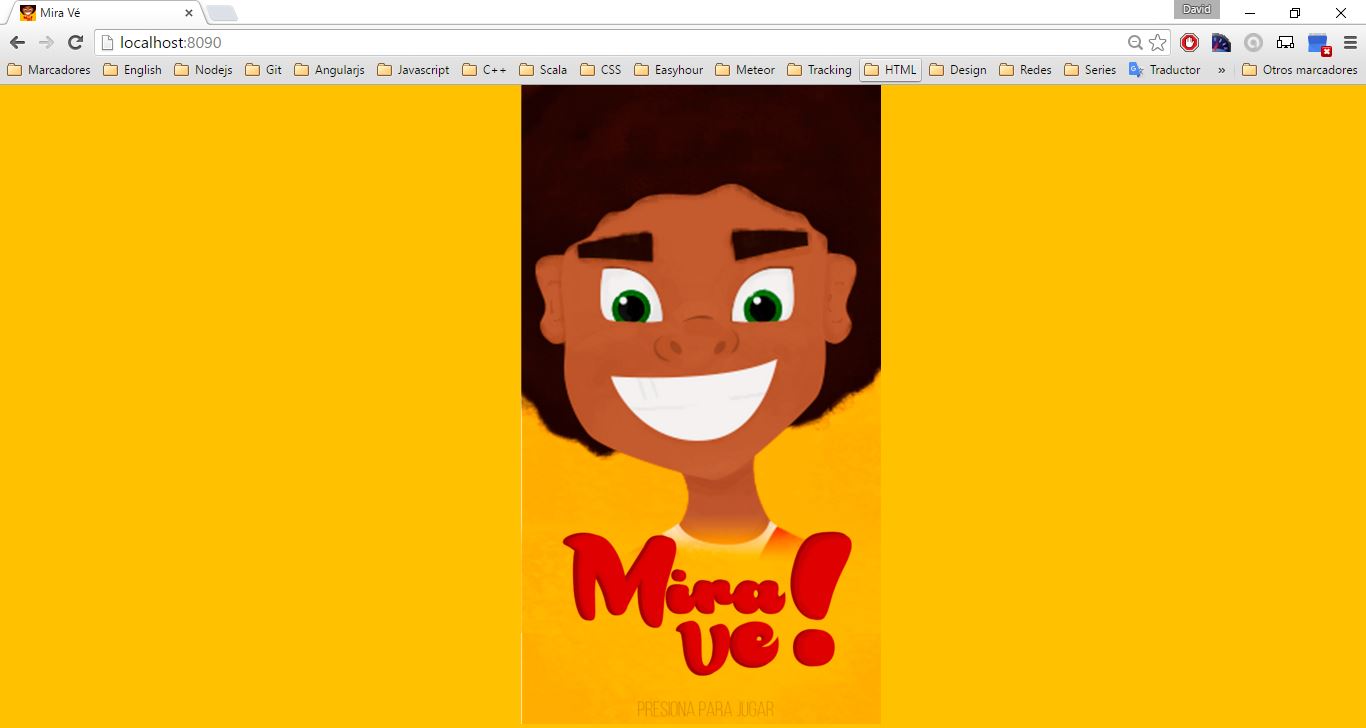 Mira Vé
David
localhost:8090
Marcadores English Nodejs Git Angularjs Javascript C++ Scala CSS Easyhour Meteor Tracking HTML Design Redes Series Traductor » Otros marcadores
Mira!
ve
PRESIONA PARA JUGAR